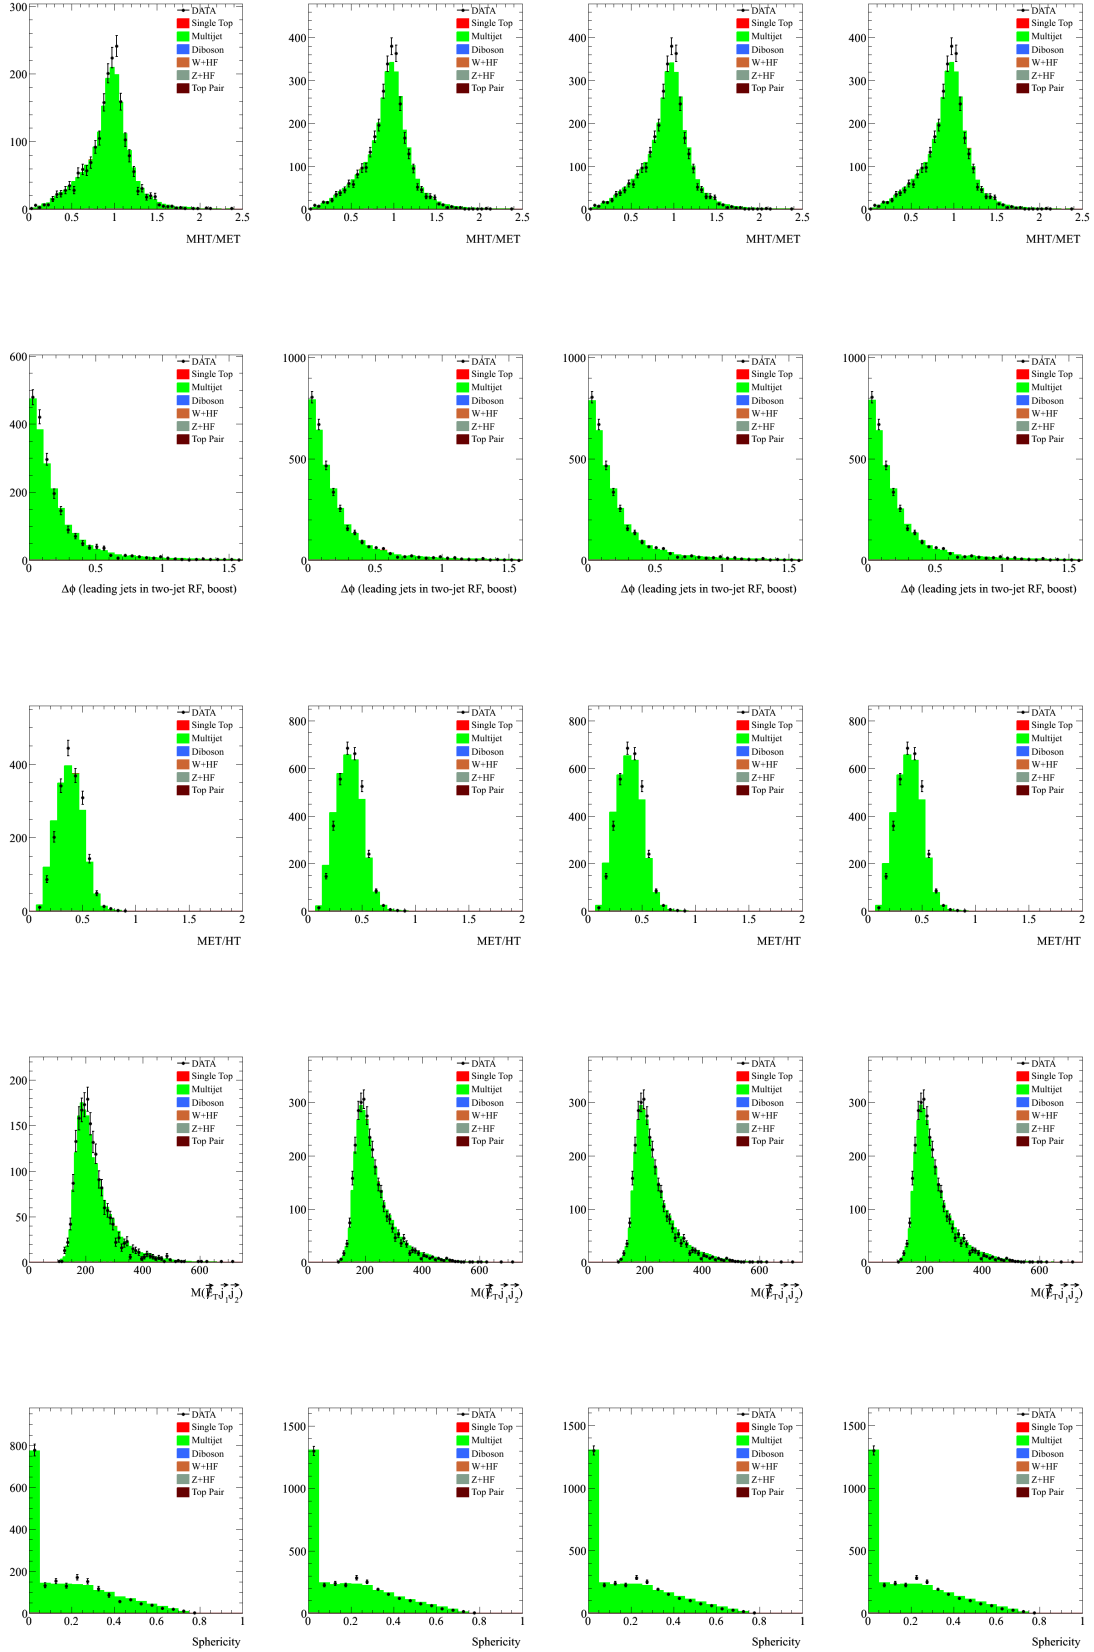 300
200
100
0
DATA
Single Top
Multijet
Diboson
W+HF
Z+HF
Top Pair
0 0.5 1 1.5 2 2.5
MHT/MET
400
300
200
100
0
DATA
Single Top
Multijet
Diboson
W+HF
Z+HF
Top Pair
0 0.5 1 1.5 2 2.5
MHT/MET
400
300
200
100
0
DATA
Single Top
Multijet
Diboson
W+HF
Z+HF
Top Pair
0 0.5 1 1.5 2 2.5
MHT/MET
400
300
200
100
0
DATA
Single Top
Multijet
Diboson
W+HF
Z+HF
Top Pair
0 0.5 1 1.5 2 2.5
MHT/MET
600
400
200
0
DATA
Single Top
Multijet
Diboson
W+HF
Z+HF
Top Pair
0 0.5 1 1.5
Δφ (leading jets in two-jet RF, boost)
1000
500
0
DATA
Single Top
Multijet
Diboson
W+HF
Z+HF
Top Pair
0 0.5 1 1.5
Δφ (leading jets in two-jet RF, boost)
1000
500
0
DATA
Single Top
Multijet
Diboson
W+HF
Z+HF
Top Pair
0 0.5 1 1.5
Δφ (leading jets in two-jet RF, boost)
1000
500
0
DATA
Single Top
Multijet
Diboson
W+HF
Z+HF
Top Pair
0 0.5 1 1.5
Δφ (leading jets in two-jet RF, boost)
400
200
0
DATA
Single Top
Multijet
Diboson
W+HF
Z+HF
Top Pair
0 0.5 1 1.5 2
MET/HT
800
600
400
200
0
DATA
Single Top
Multijet
Diboson
W+HF
Z+HF
Top Pair
0 0.5 1 1.5 2
MET/HT
800
600
400
200
0
DATA
Single Top
Multijet
Diboson
W+HF
Z+HF
Top Pair
0 0.5 1 1.5 2
MET/HT
800
600
400
200
0
DATA
Single Top
Multijet
Diboson
W+HF
Z+HF
Top Pair
0 0.5 1 1.5 2
MET/HT
200
150
100
50
0
DATA
Single Top
Multijet
Diboson
W+HF
Z+HF
Top Pair
0 200 400 600
M(E_T,j_1,j_2)
300
200
100
0
DATA
Single Top
Multijet
Diboson
W+HF
Z+HF
Top Pair
0 200 400 600
M(E_T,j_1,j_2)
300
200
100
0
DATA
Single Top
Multijet
Diboson
W+HF
Z+HF
Top Pair
0 200 400 600
M(E_T,j_1,j_2)
300
200
100
0
DATA
Single Top
Multijet
Diboson
W+HF
Z+HF
Top Pair
0 200 400 600
M(E_T,j_1,j_2)
800
600
400
200
0
DATA
Single Top
Multijet
Diboson
W+HF
Z+HF
Top Pair
0 0.2 0.4 0.6 0.8 1
Sphericity
1500
1000
500
0
DATA
Single Top
Multijet
Diboson
W+HF
Z+HF
Top Pair
0 0.2 0.4 0.6 0.8 1
Sphericity
1500
1000
500
0
DATA
Single Top
Multijet
Diboson
W+HF
Z+HF
Top Pair
0 0.2 0.4 0.6 0.8 1
Sphericity
1500
1000
500
0
DATA
Single Top
Multijet
Diboson
W+HF
Z+HF
Top Pair
0 0.2 0.4 0.6 0.8 1
Sphericity